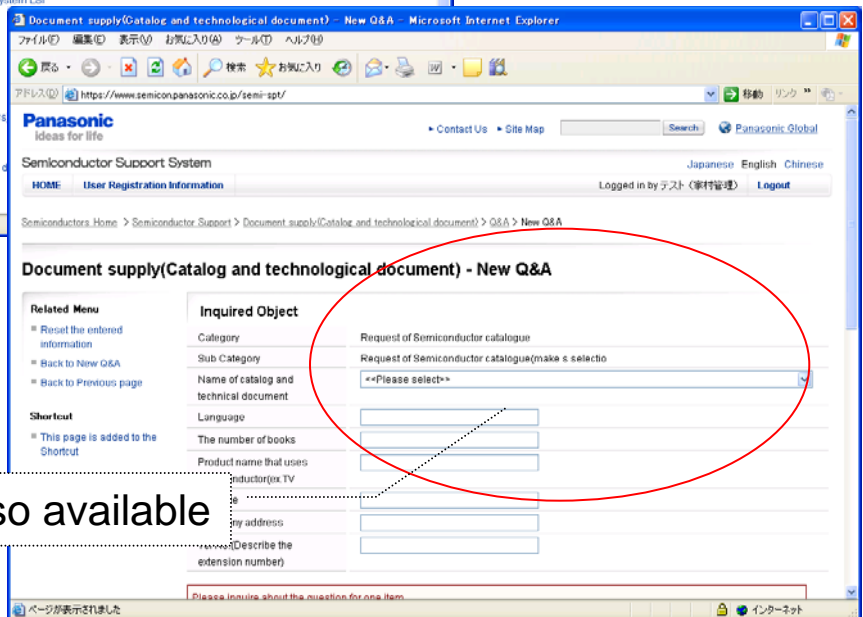 Document supply(Catalog and technological document) - New Q&A - Microsoft Internet Explorer
ファイル(F) 編集(E) 表示(V) お気に入り(A) ツール(T) ヘルプ(H)
戻る 検索 お気に入り
アドレス(D) https://www.semicon.panasonic.co.jp/semi-spt/ 移動 リンク »
Panasonic
ideas for life
Contact Us Site Map Search Panasonic Global
Semiconductor Support System
Japanese English Chinese
HOME User Registration Information Logged in by テスト Logout
Semiconductors Home > Semiconductor Support > Document supply(Catalog and technological document) > Q&A > New Q&A
Document supply(Catalog and technological document) - New Q&A
Related Menu
Reset the entered
information
Back to New Q&A
Back to Previous page
Shortcut
This page is added to the
Shortcut
Inquired Object
Category Request of Semiconductor catalogue
Sub Category Request of Semiconductor catalogue(make s selectio
Name of catalog and
technical document
<<Please select>>
Language
The number of books
Product name that uses
nductor(ex.TV
so available
ny address
(Describe the
extension number)
Please inquire about the question for one item
ページが表示されました インターネット